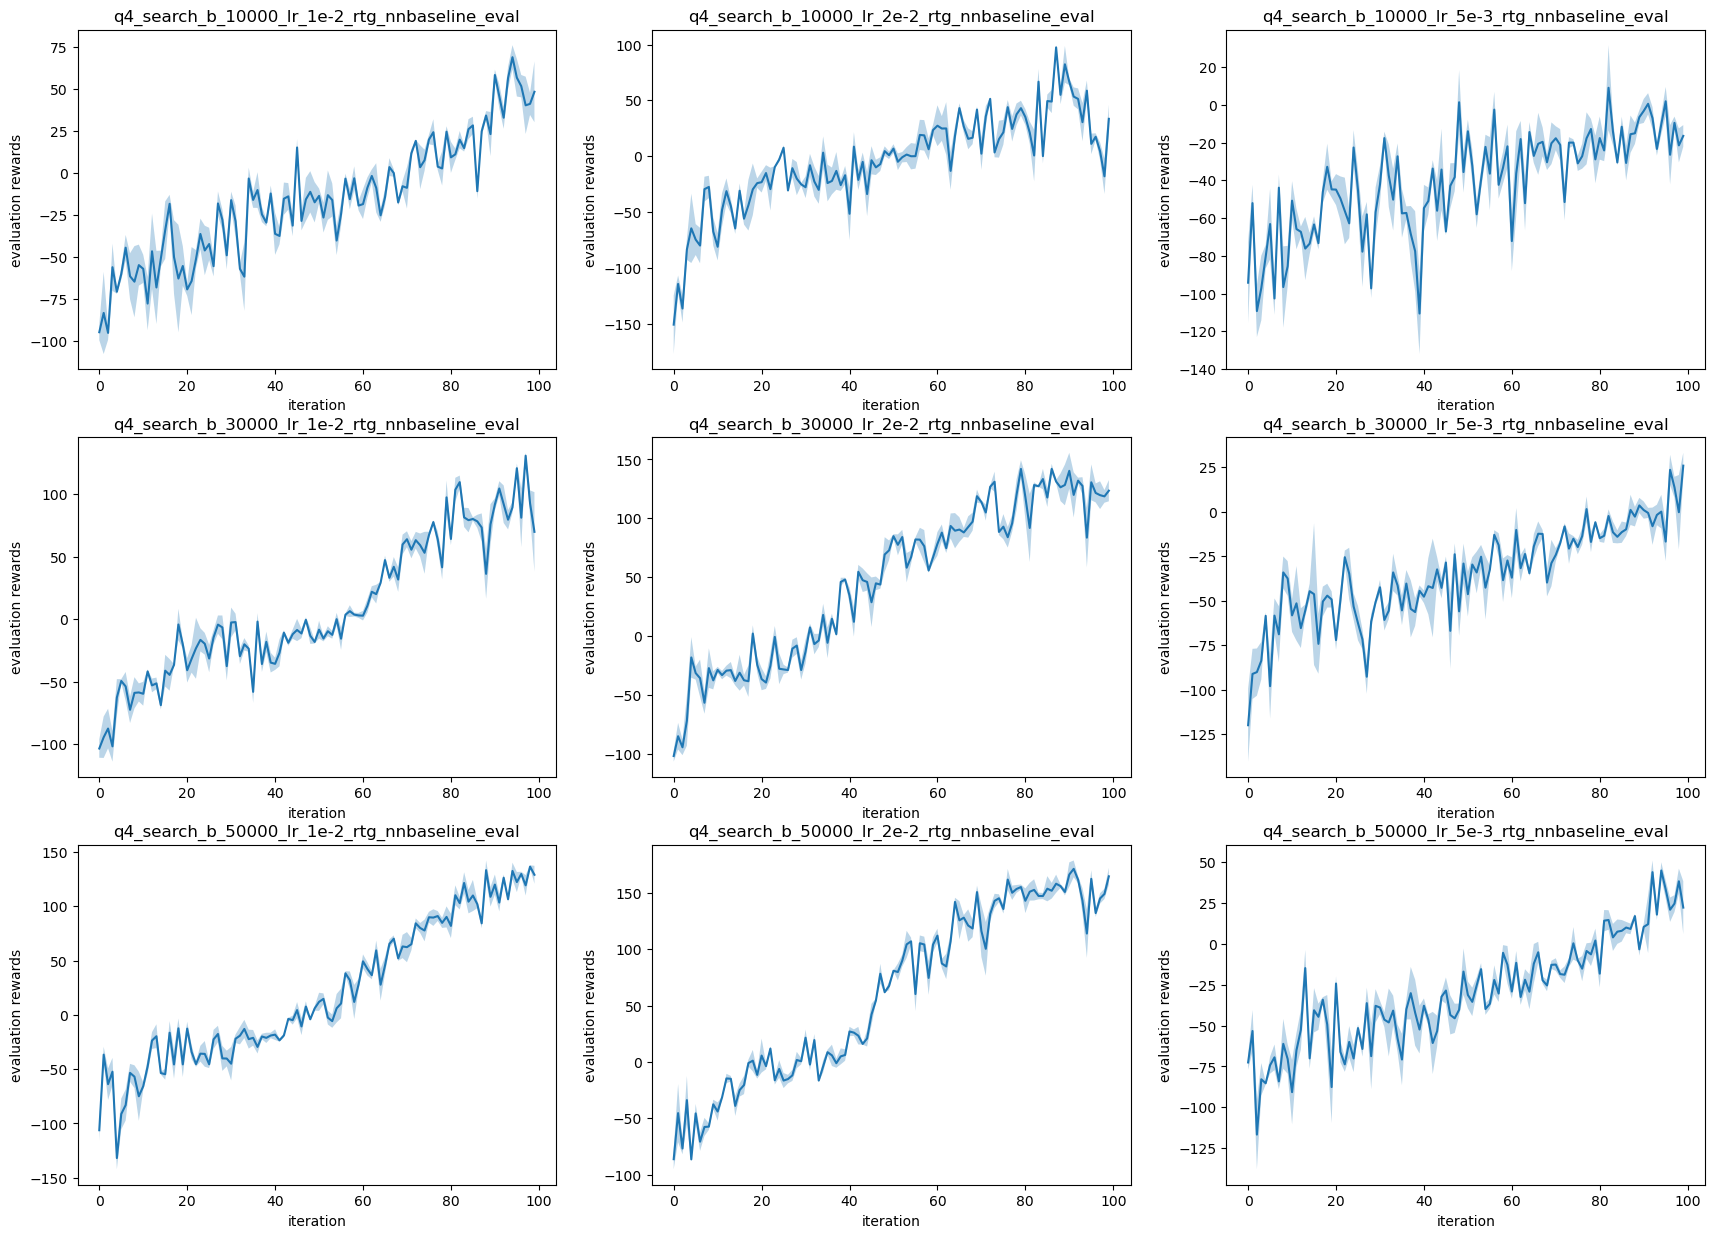 q4_search_b_10000_lr_1e-2_rtg_nnbaseline_eval
evaluation rewards
75
50
25
0
−25
−50
−75
−100
0 20 40 60 80 100
iteration
q4_search_b_10000_lr_2e-2_rtg_nnbaseline_eval
evaluation rewards
100
50
0
−50
−100
−150
0 20 40 60 80 100
iteration
q4_search_b_10000_lr_5e-3_rtg_nnbaseline_eval
evaluation rewards
20
0
−20
−40
−60
−80
−100
−120
−140
0 20 40 60 80 100
iteration
q4_search_b_30000_lr_1e-2_rtg_nnbaseline_eval
evaluation rewards
100
50
0
−50
−100
0 20 40 60 80 100
iteration
q4_search_b_30000_lr_2e-2_rtg_nnbaseline_eval
evaluation rewards
150
100
50
0
−50
−100
0 20 40 60 80 100
iteration
q4_search_b_30000_lr_5e-3_rtg_nnbaseline_eval
evaluation rewards
25
0
−25
−50
−75
−100
−125
0 20 40 60 80 100
iteration
q4_search_b_50000_lr_1e-2_rtg_nnbaseline_eval
evaluation rewards
150
100
50
0
−50
−100
−150
0 20 40 60 80 100
iteration
q4_search_b_50000_lr_2e-2_rtg_nnbaseline_eval
evaluation rewards
150
100
50
0
−50
−100
0 20 40 60 80 100
iteration
q4_search_b_50000_lr_5e-3_rtg_nnbaseline_eval
evaluation rewards
50
25
0
−25
−50
−75
−100
−125
0 20 40 60 80 100
iteration